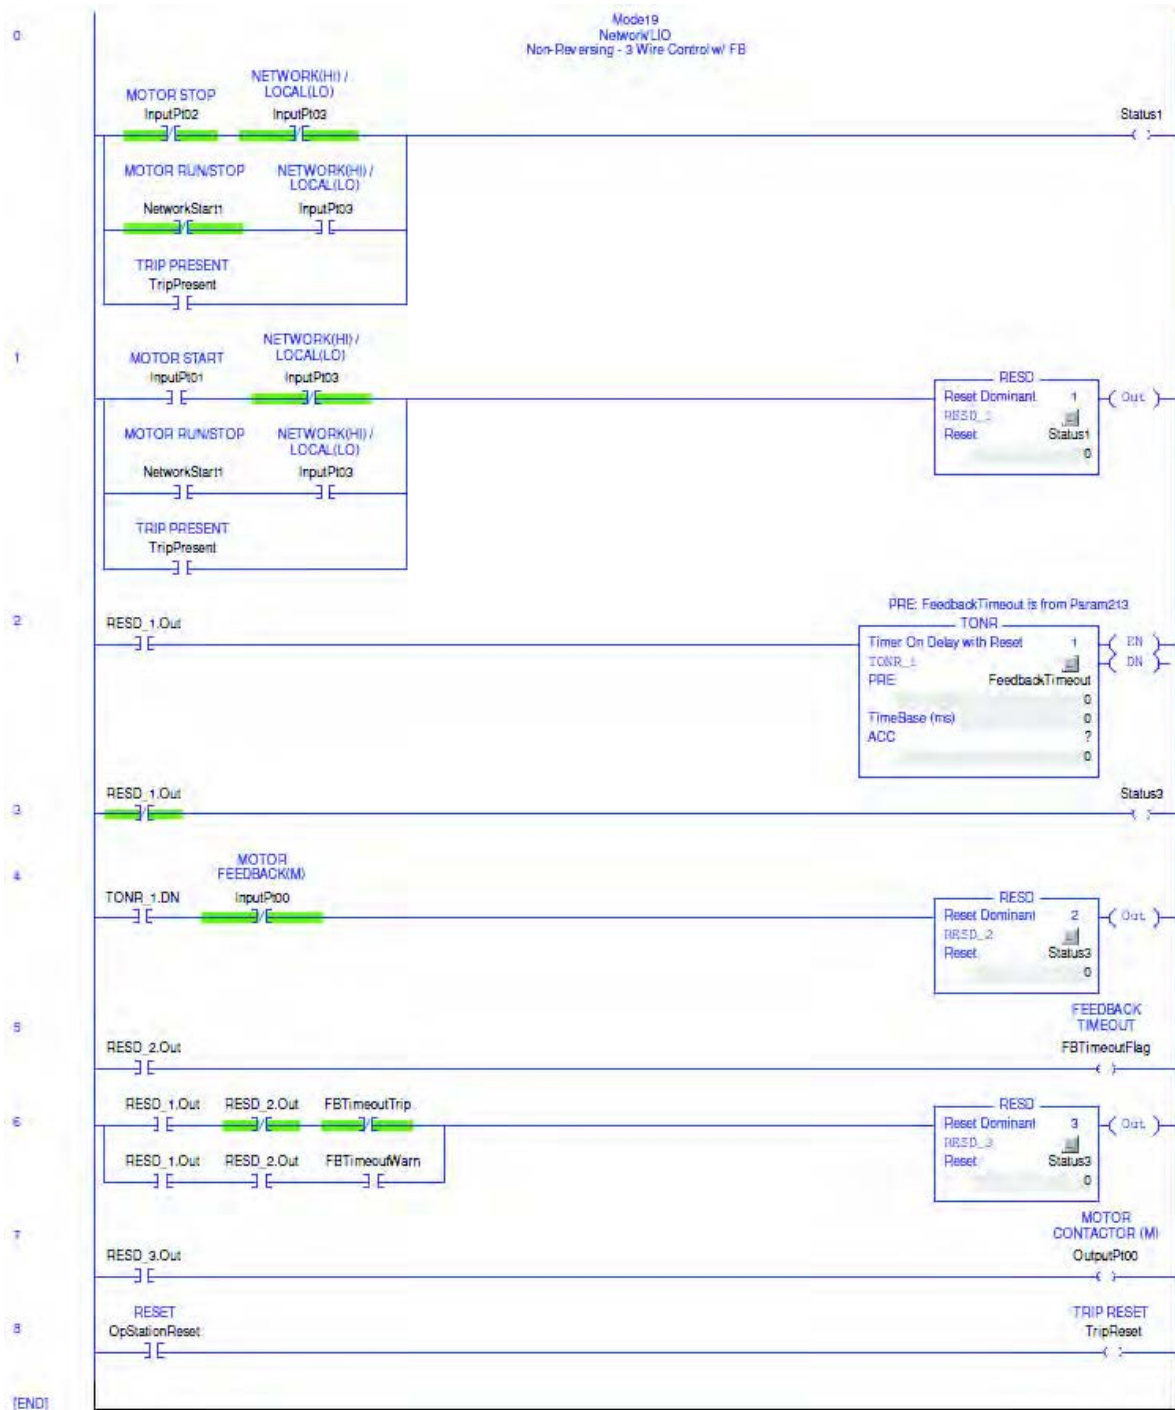 Mode19
Network/LIO
Non-Reversing - 3 Wire Control w/ FB
0
MOTOR STOP
InputPt02
NETWORK(HI) /
LOCAL(LO)
InputPt03
Status1
MOTOR RUN/STOP
NetworkStart1
NETWORK(HI) /
LOCAL(LO)
InputPt03
TRIP PRESENT
TripPresent
1
MOTOR START
InputPt01
NETWORK(HI) /
LOCAL(LO)
InputPt03
RESD
Reset Dominant 1
RESD_1
Reset Status1
0
Out
MOTOR RUN/STOP
NetworkStart1
NETWORK(HI) /
LOCAL(LO)
InputPt03
TRIP PRESENT
TripPresent
2
RESD_1.Out
PRE: FeedbackTimeout is from Param213
TONR
Timer On Delay with Reset 1
TONR_1
PRE FeedbackTimeout
0
TimeBase (ms) 0
ACC ?
0
EN
DN
3
RESD_1.Out
Status3
4
TONR_1.DN
MOTOR
FEEDBACK(M)
InputPt00
RESD
Reset Dominant 2
RESD_2
Reset Status3
0
Out
5
RESD_2.Out
FEEDBACK
TIMEOUT
FBTimeoutFlag
6
RESD_1.Out RESD_2.Out FBTimeoutTrip
RESD_1.Out RESD_2.Out FBTimeoutWarn
RESD
Reset Dominant 3
RESD_3
Reset Status3
0
Out
7
RESD_3.Out
MOTOR
CONTACTOR (M)
OutputPt00
8
RESET
OpStationReset
TRIP RESET
TripReset
[END]